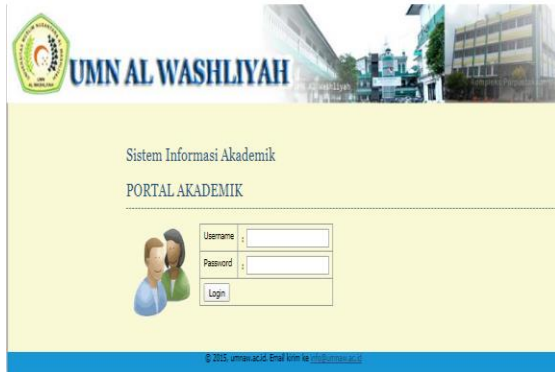 UMN AL WASHLIYAH
Sistem Informasi Akademik
PORTAL AKADEMIK
Username :
Password :
Login
© 2015, umnaw.ac.id. Email kirim ke info@umnaw.ac.id